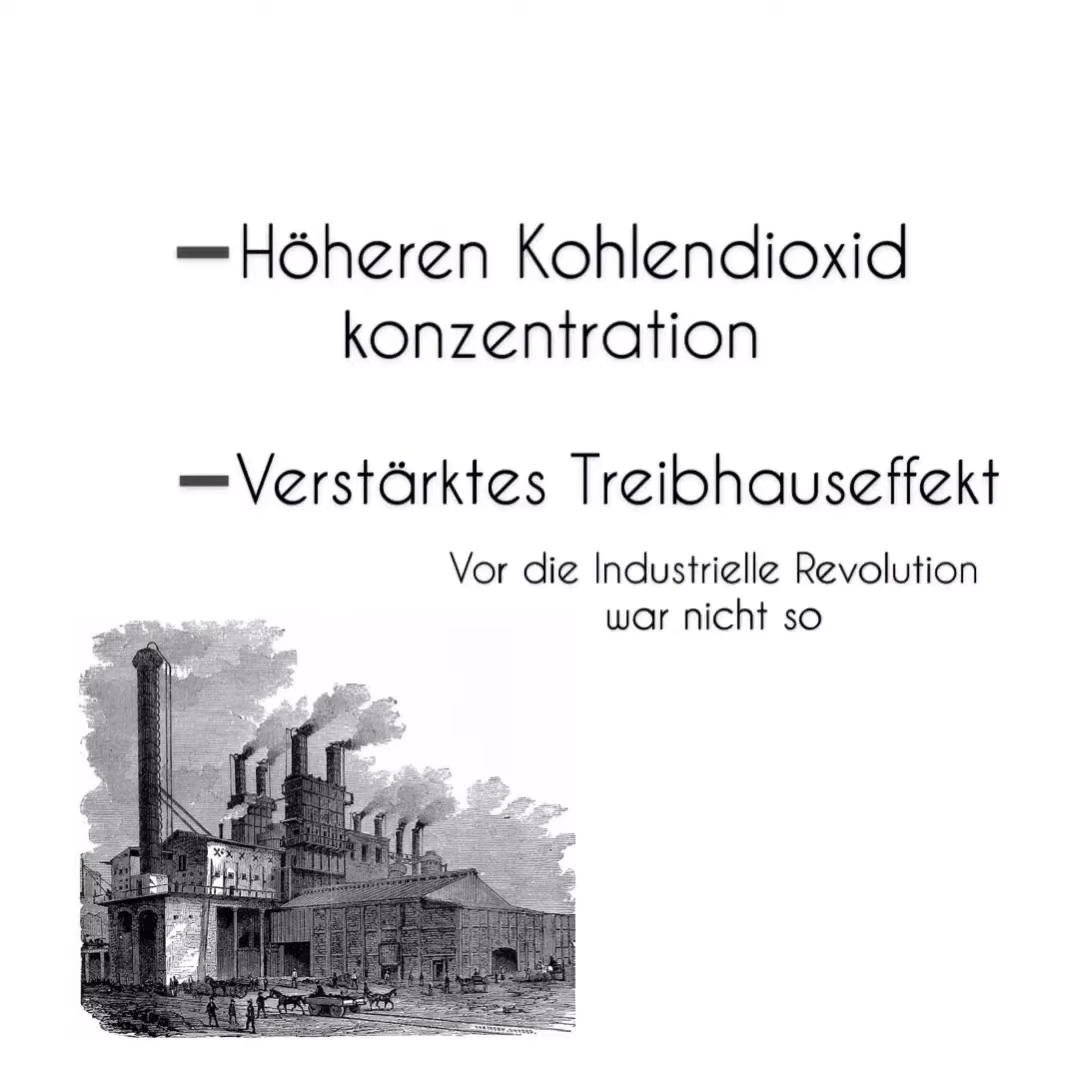 -Höheren Kohlendioxid
konzentration
-Verstärktes Treibhauseffekt
Vor die Industrielle Revolution
war nicht so